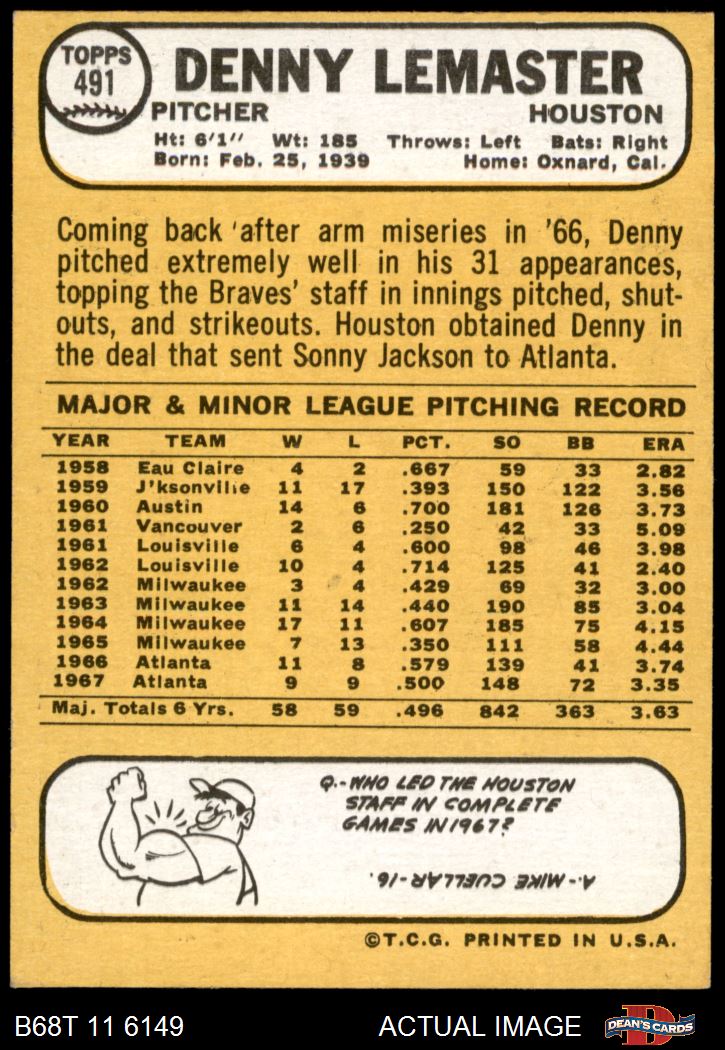 TOPPS
491
DENNY LEMASTER
PITCHER HOUSTON
Ht: 6'1" Wt: 185 Throws: Left Bats: Right
Born: Feb. 25, 1939 Home: Oxnard, Cal.
Coming back after arm miseries in '66, Denny
pitched extremely well in his 31 appearances,
topping the Braves' staff in innings pitched, shut-
outs, and strikeouts. Houston obtained Denny in
the deal that sent Sonny Jackson to Atlanta.
MAJOR & MINOR LEAGUE PITCHING RECORD
YEAR TEAM W L PCT. SO BB ERA
1958 Eau Claire 4 2 .667 59 33 2.82
1959 J'ksonville 11 17 .393 150 122 3.56
1960 Austin 14 6 .700 181 126 3.73
1961 Vancouver 2 6 .250 42 33 5.09
1961 Louisville 6 4 .600 98 46 3.98
1962 Louisville 10 4 .714 125 41 2.40
1962 Milwaukee 3 4 .429 69 32 3.00
1963 Milwaukee 11 14 .440 190 85 3.04
1964 Milwaukee 17 11 .607 185 75 4.15
1965 Milwaukee 7 13 .350 111 58 4.44
1966 Atlanta 11 8 .579 139 41 3.74
1967 Atlanta 9 9 .500 148 72 3.35
Maj. Totals 6 Yrs. 58 59 .496 842 363 3.63
Q.-WHO LED THE HOUSTON
STAFF IN COMPLETE
GAMES IN 1967?
A.-MIKE CUELLAR-16.
©T.C.G. PRINTED IN U.S.A.
B68T 11 6149 ACTUAL IMAGE
DEAN'S CARDS